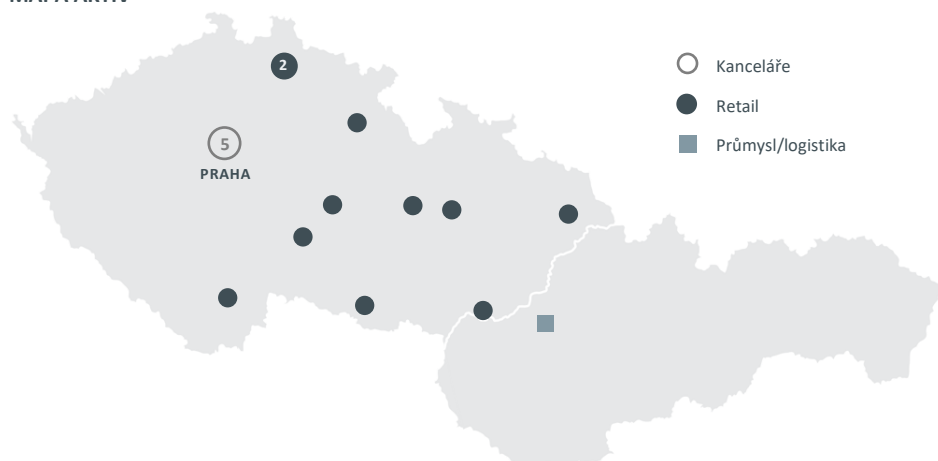 MAPA AKTIV
2
Kanceláře
Retail
5
Průmysl/logistika
PRAHA